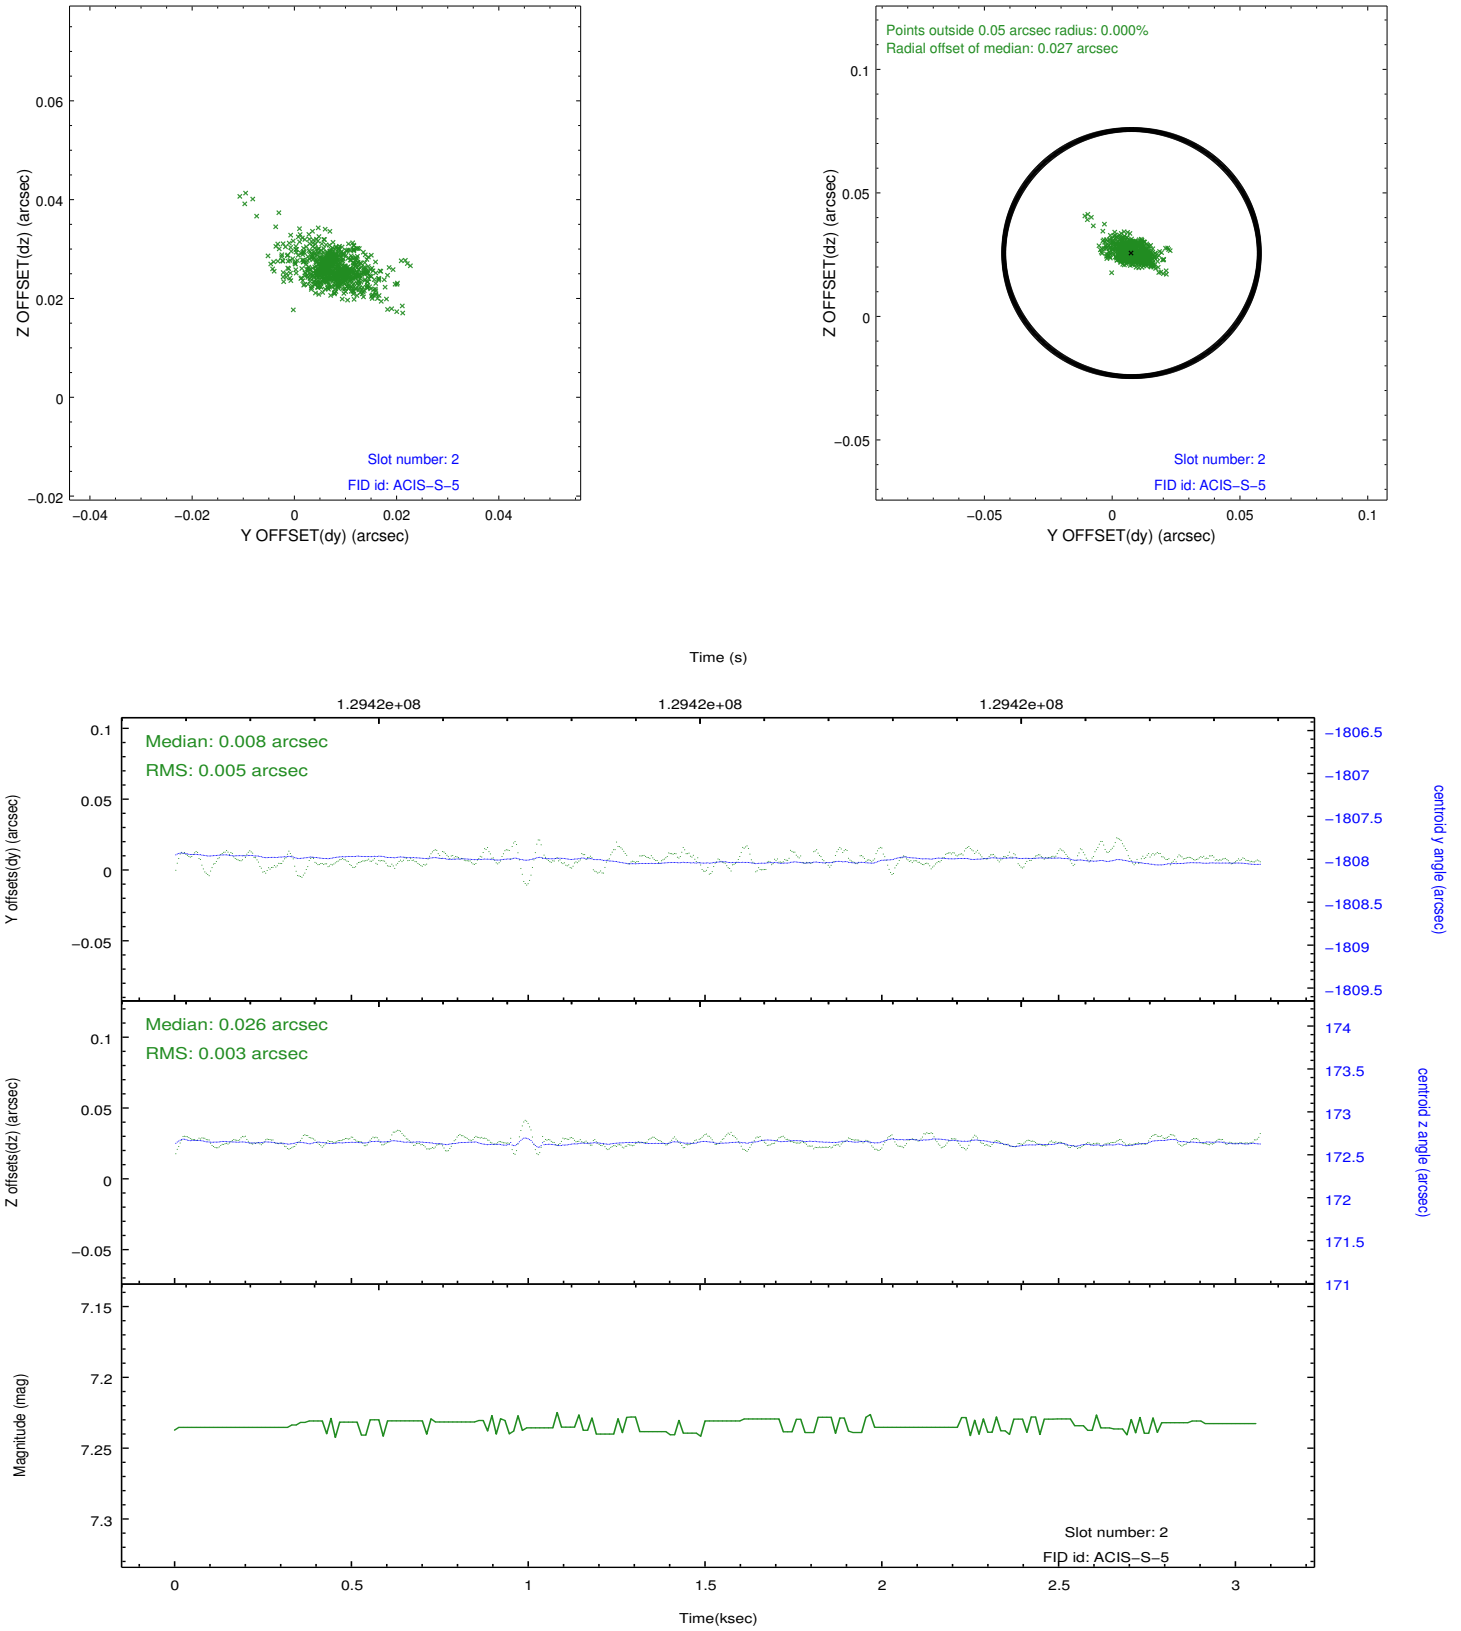 0.06
0.04
0.02
0
−0.02
−0.04
−0.02
0
0.02
0.04
Z OFFSET(dz) (arcsec)
Y OFFSET(dy) (arcsec)
Slot number: 2
FID id: ACIS−S−5
Points outside 0.05 arcsec radius: 0.000%
Radial offset of median: 0.027 arcsec
0.1
0.05
0
−0.05
−0.05
0
0.05
0.1
Z OFFSET(dz) (arcsec)
Y OFFSET(dy) (arcsec)
Slot number: 2
FID id: ACIS−S−5
Time (s)
1.2942e+08
1.2942e+08
1.2942e+08
Median: 0.008 arcsec
RMS: 0.005 arcsec
0.1
0.05
0
−0.05
Y offsets(dy) (arcsec)
−1806.5
−1807
−1807.5
−1808
−1808.5
−1809
−1809.5
centroid y angle (arcsec)
Median: 0.026 arcsec
RMS: 0.003 arcsec
0.1
0.05
0
−0.05
Z offsets(dz) (arcsec)
174
173.5
173
172.5
172
171.5
171
centroid z angle (arcsec)
7.15
7.2
7.25
7.3
Magnitude (mag)
Slot number: 2
FID id: ACIS−S−5
0
0.5
1
1.5
2
2.5
3
Time(ksec)